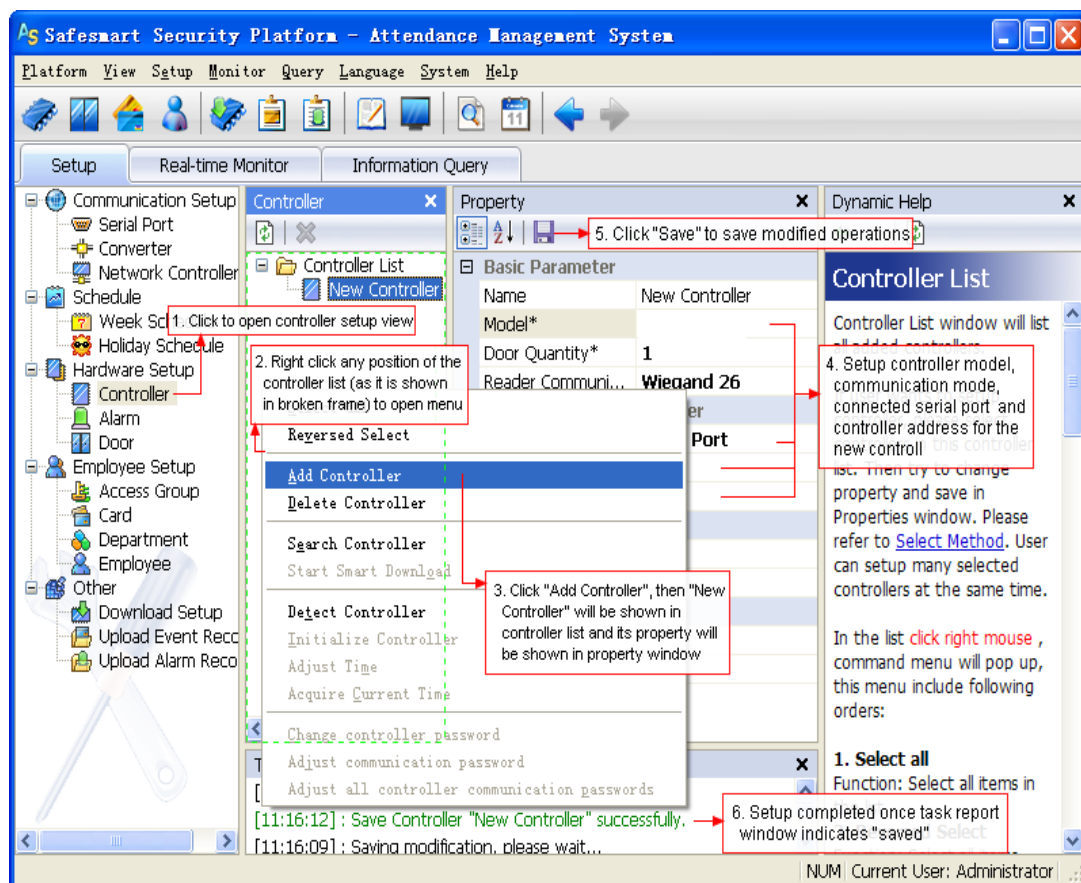 AS Safesmart Security Platform - Attendance Management System
Platform View Setup Monitor Query Language System Help
11
Setup Real-time Monitor Information Query
Communication Setup
Serial Port
Converter
Network Controller
Schedule
7 Week Sc
Holiday Schedule
Hardware Setup
Controller
Alarm
Door
Employee Setup
Access Group
Card
Department
Employee
Other
Download Setup
Upload Event Reco
Upload Alarm Reco
1. Click to open controller setup view
Controller
Controller List
New Controller
2. Right click any position of the
controller list (as it is shown
in broken frame) to open menu
Reversed Select
Add Controller
Delete Controller
Search Controller
Start Smart Download
Detect Controller
Initialize Controller
Adjust Time
Acquire Current Time
Change controller password
Adjust communication password
Adjust all controller communication passwords
3. Click "Add Controller", then "New
Controller" will be shown in
controller list and its property will
be shown in property window
Property
5. Click "Save" to save modified operations
Basic Parameter
Name New Controller
Model*
Door Quantity* 1
Reader Communi... Wiegand 26
er
Port
4. Setup controller model,
communication mode,
connected serial port and
controller address for the
new controll
Dynamic Help
Controller List
Controller List window will list
all added controllers.
this controller
list. Then try to change
property and save in
Properties window. Please
refer to Select Method. User
can setup many selected
controllers at the same time.
In the list click right mouse ,
command menu will pop up,
this menu include following
orders:
1. Select all
Function: Select all items in
T
[
[11:16:12] : Save Controller "New Controller" successfully.
[11:16:09] : Saving modification, please wait...
6. Setup completed once task report
window indicates "saved"
NUM Current User: Administrator